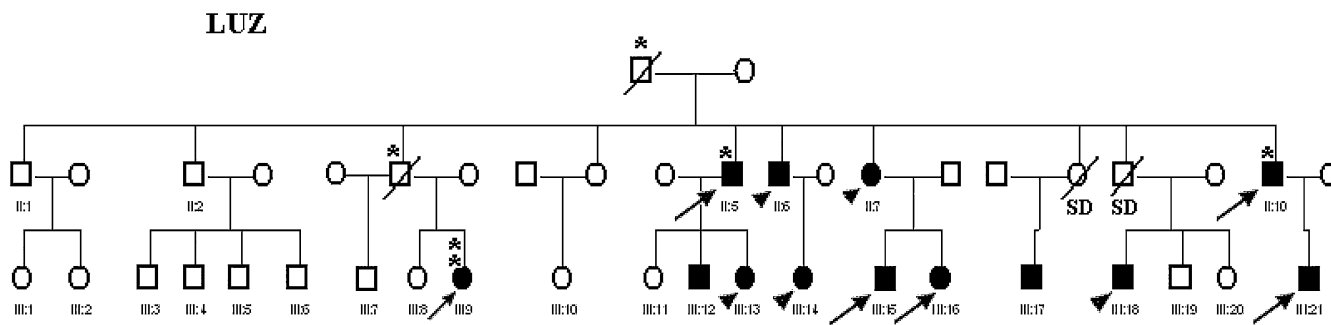 LUZ
*
* * *
II:1 II:2 II:5 II:6 II:7 SD SD II:10
**
III:1 III:2 III:3 III:4 III:5 III:6 III:7 III:8 III9 III:10 III:11 III:12 III:13 III:14 III:15 III:16 III:17 III:18 III:19 III:20 III:21